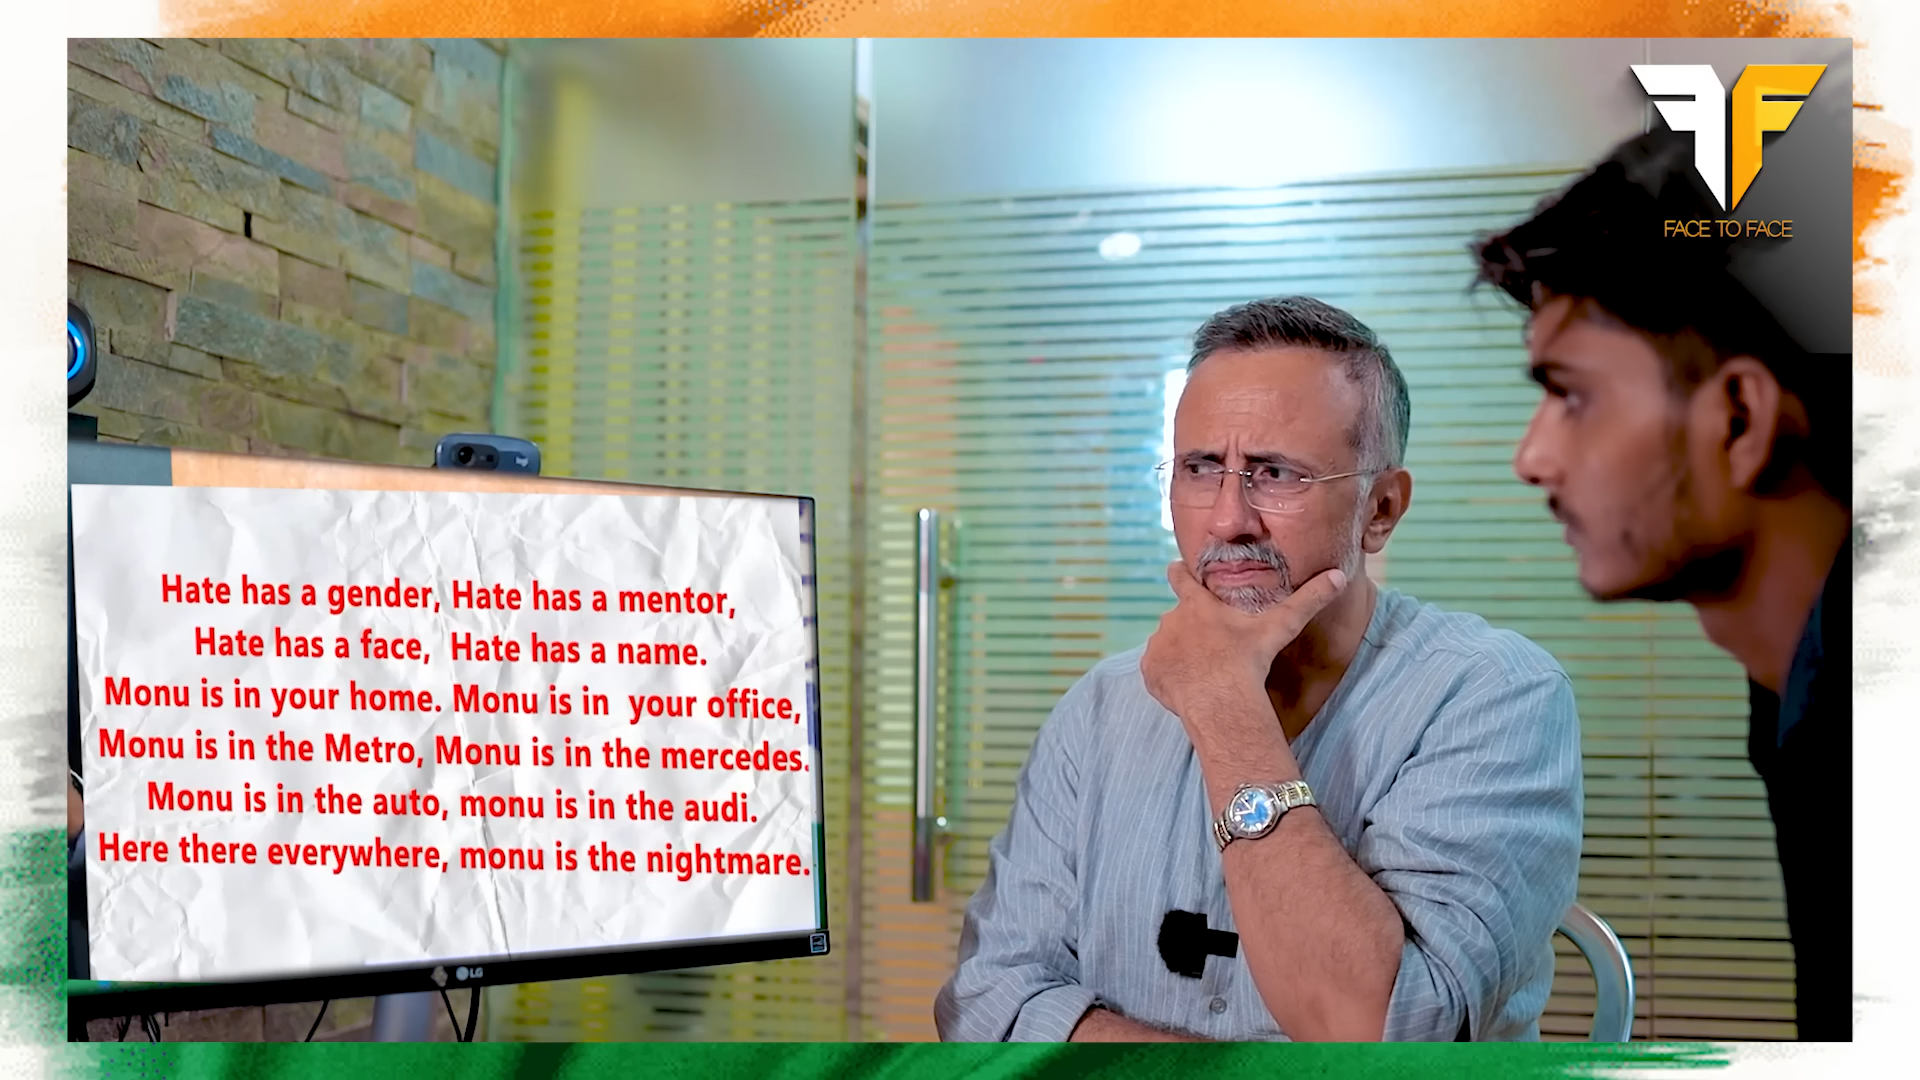 FACE TO FACE
Hate has a gender, Hate has a mentor,
Hate has a face, Hate has a name.
Monu is in your home. Monu is in your office,
Monu is in the Metro, Monu is in the mercedes.
Monu is in the auto, monu is in the audi.
Here there everywhere, monu is the nightmare.
LG